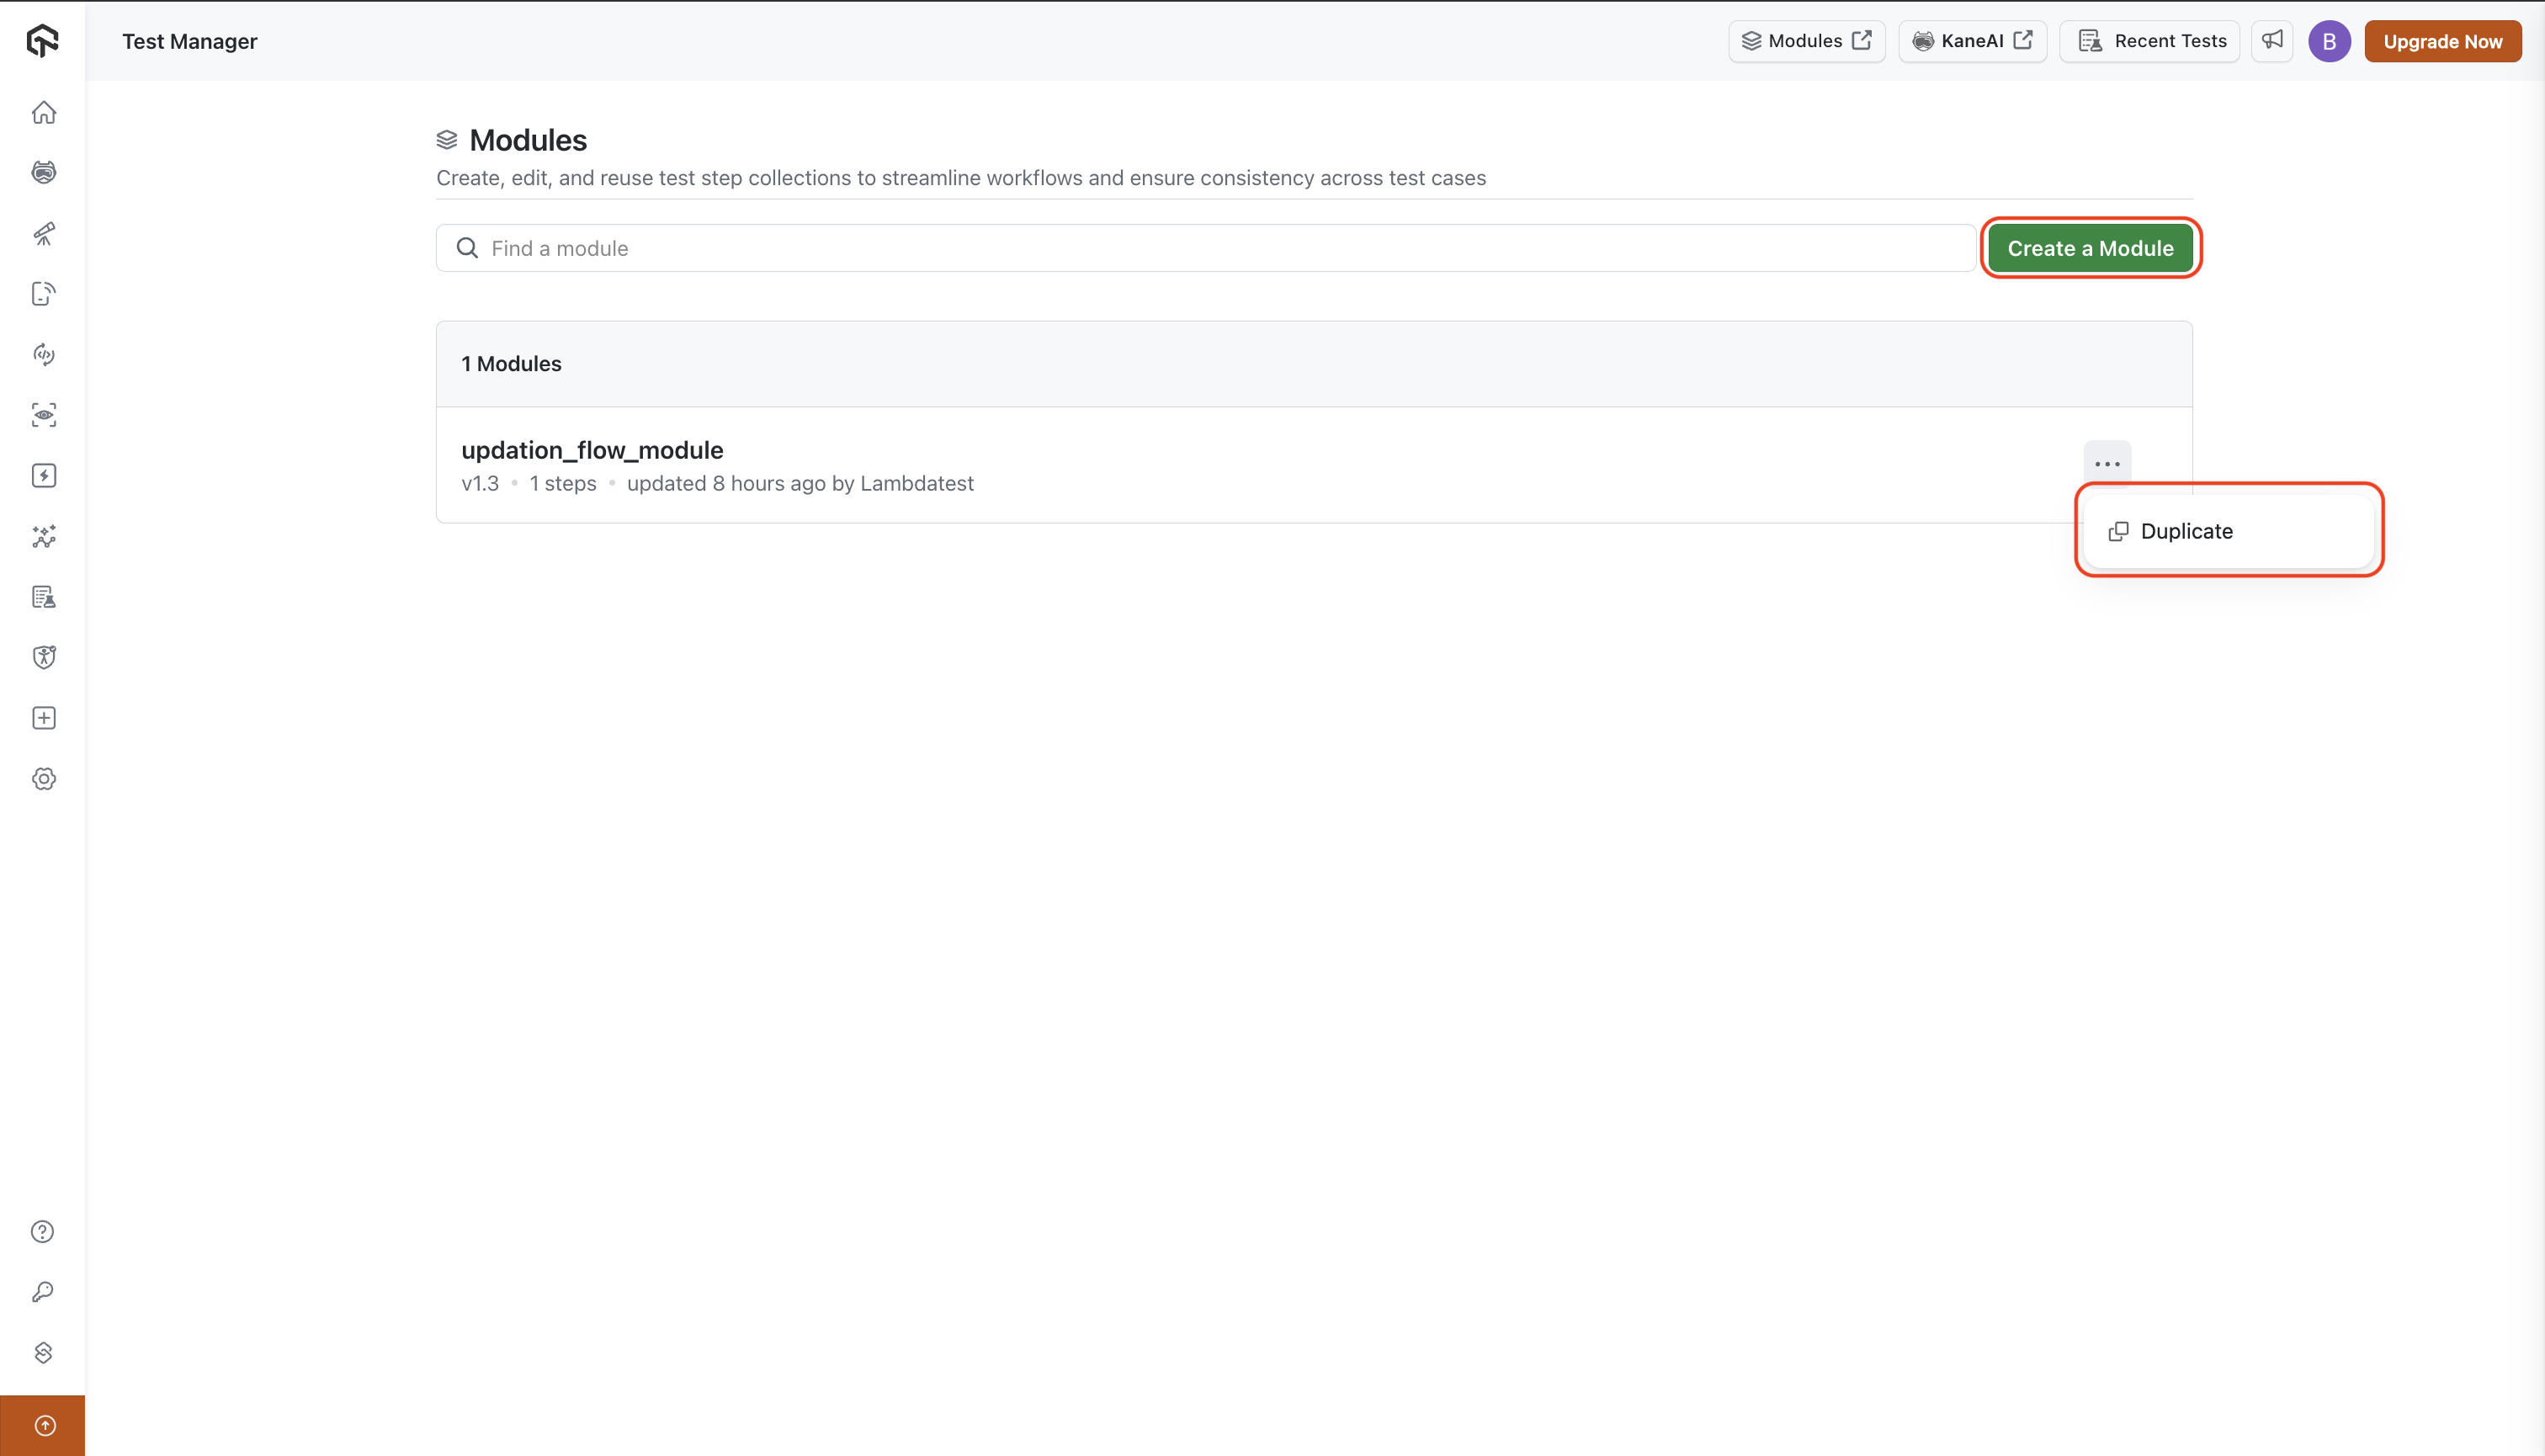 Test Manager
Modules
KaneAI
Recent Tests
B
Upgrade Now
Modules
Create, edit, and reuse test step collections to streamline workflows and ensure consistency across test cases
Find a module
Create a Module
1 Modules
updation_flow_module
v1.3 • 1 steps • updated 8 hours ago by Lambdatest
Duplicate